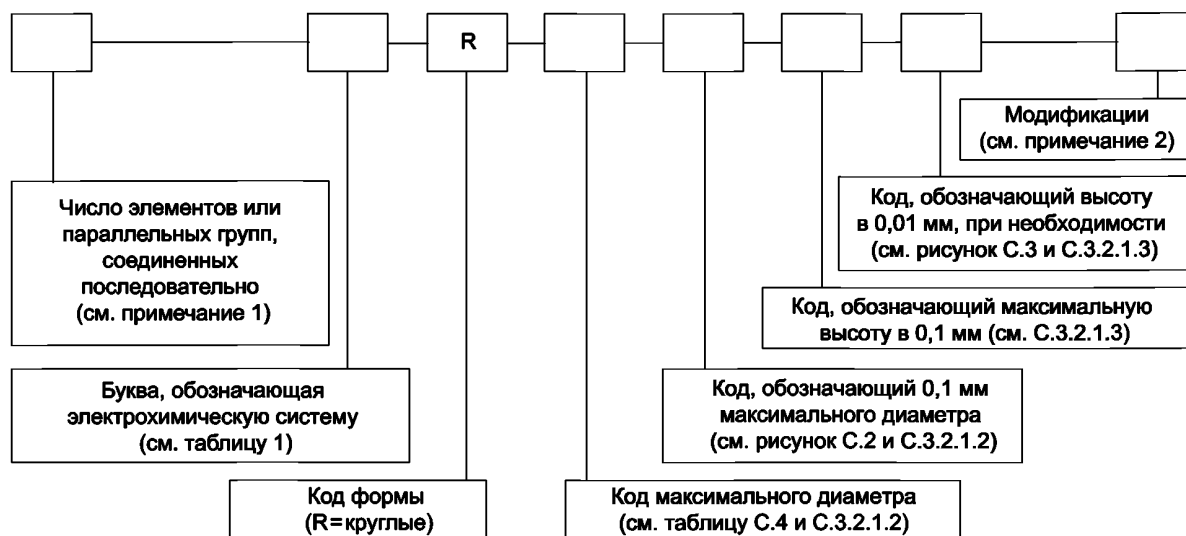 R
Модификации
(см. примечание 2)
Число элементов или
параллельных групп,
соединенных
последовательно
(см. примечание 1)
Код, обозначающий высоту
в 0,01 мм, при необходимости
(см. рисунок С.3 и С.3.2.1.3)
Код, обозначающий максимальную
высоту в 0,1 мм (см. С.3.2.1.3)
Буква, обозначающая
электрохимическую систему
(см. таблицу 1)
Код, обозначающий 0,1 мм
максимального диаметра
(см. рисунок С.2 и С.3.2.1.2)
Код формы
(R=круглые)
Код максимального диаметра
(см. таблицу С.4 и С.3.2.1.2)